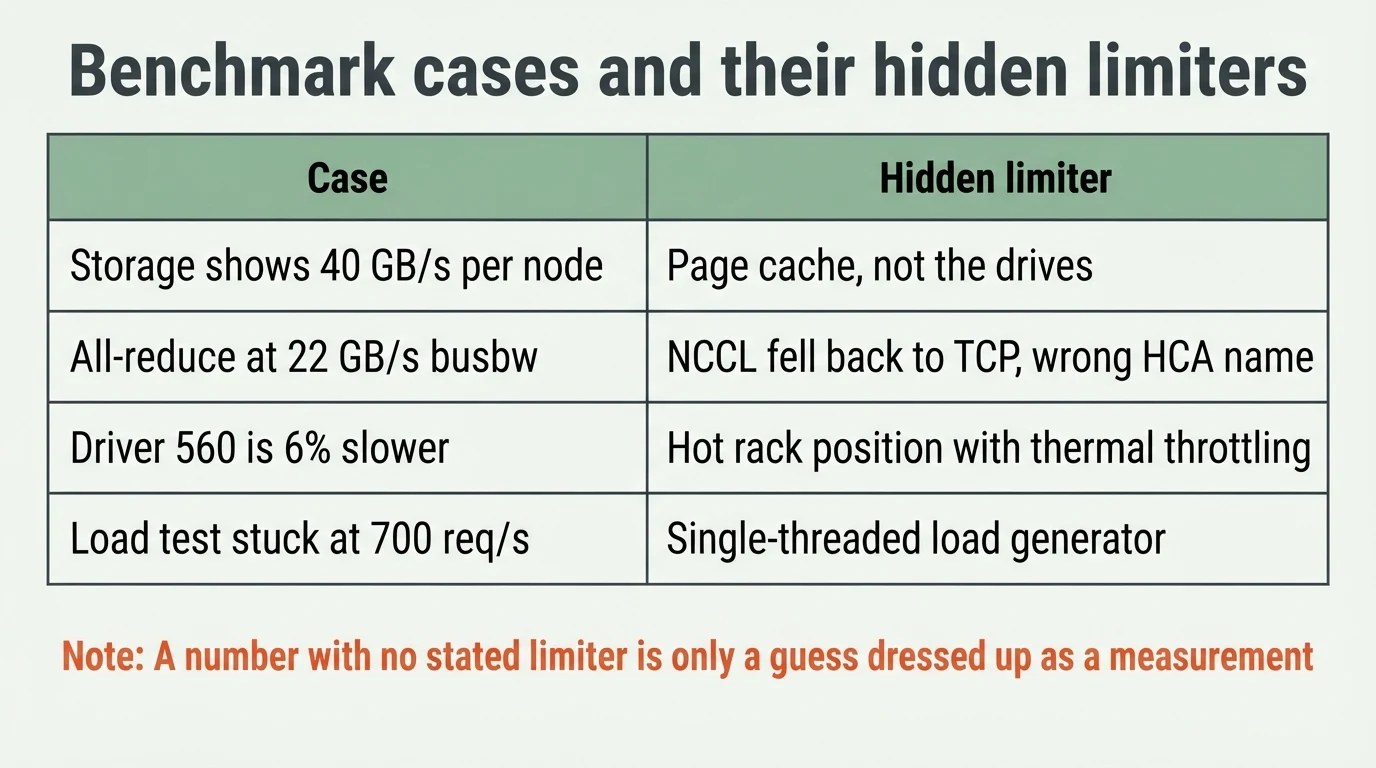 Benchmark cases and their hidden limiters
Case
Hidden limiter
Storage shows 40 GB/s per node
Page cache, not the drives
All-reduce at 22 GB/s busbw
NCCL fell back to TCP, wrong HCA name
Driver 560 is 6% slower
Hot rack position with thermal throttling
Load test stuck at 700 req/s
Single-threaded load generator
Note: A number with no stated limiter is only a guess dressed up as a measurement